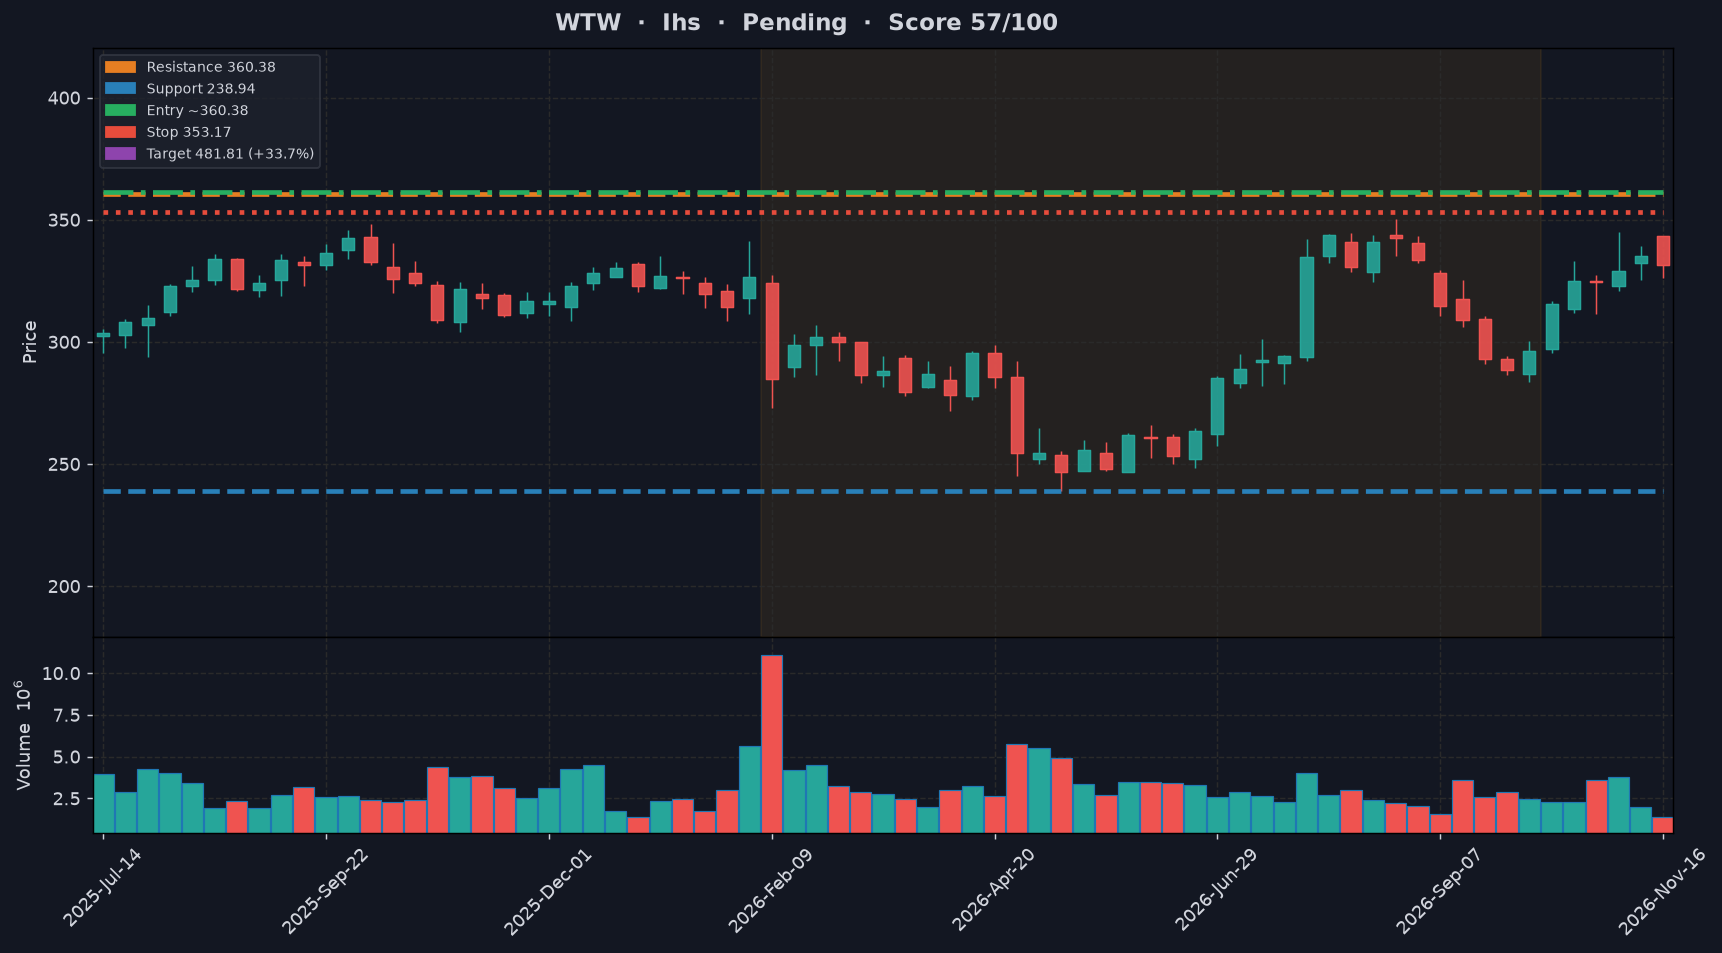 WTW · Ihs · Pending · Score 57/100
Resistance 360.38
Support 238.94
Entry ~360.38
Stop 353.17
Target 481.81 (+33.7%)
Price
400
350
300
250
200
Volume 10⁶
10.0
7.5
5.0
2.5
2025-Jul-14
2025-Sep-22
2025-Dec-01
2026-Feb-09
2026-Apr-20
2026-Jun-29
2026-Sep-07
2026-Nov-16